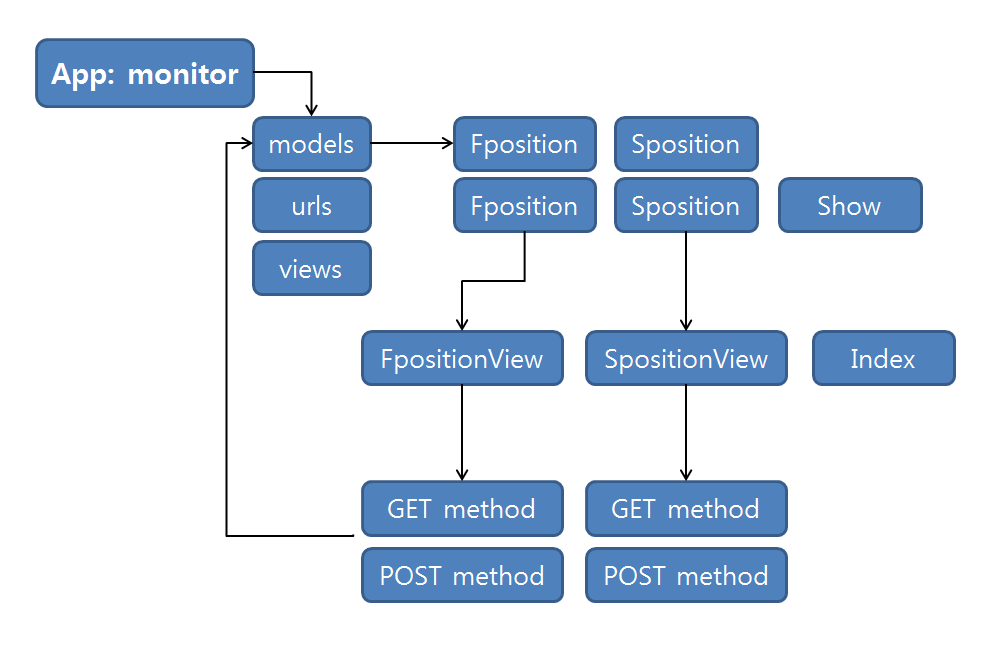 App: monitor
models
Fposition
Sposition
urls
Fposition
Sposition
Show
views
FpositionView
SpositionView
Index
GET method
GET method
POST method
POST method